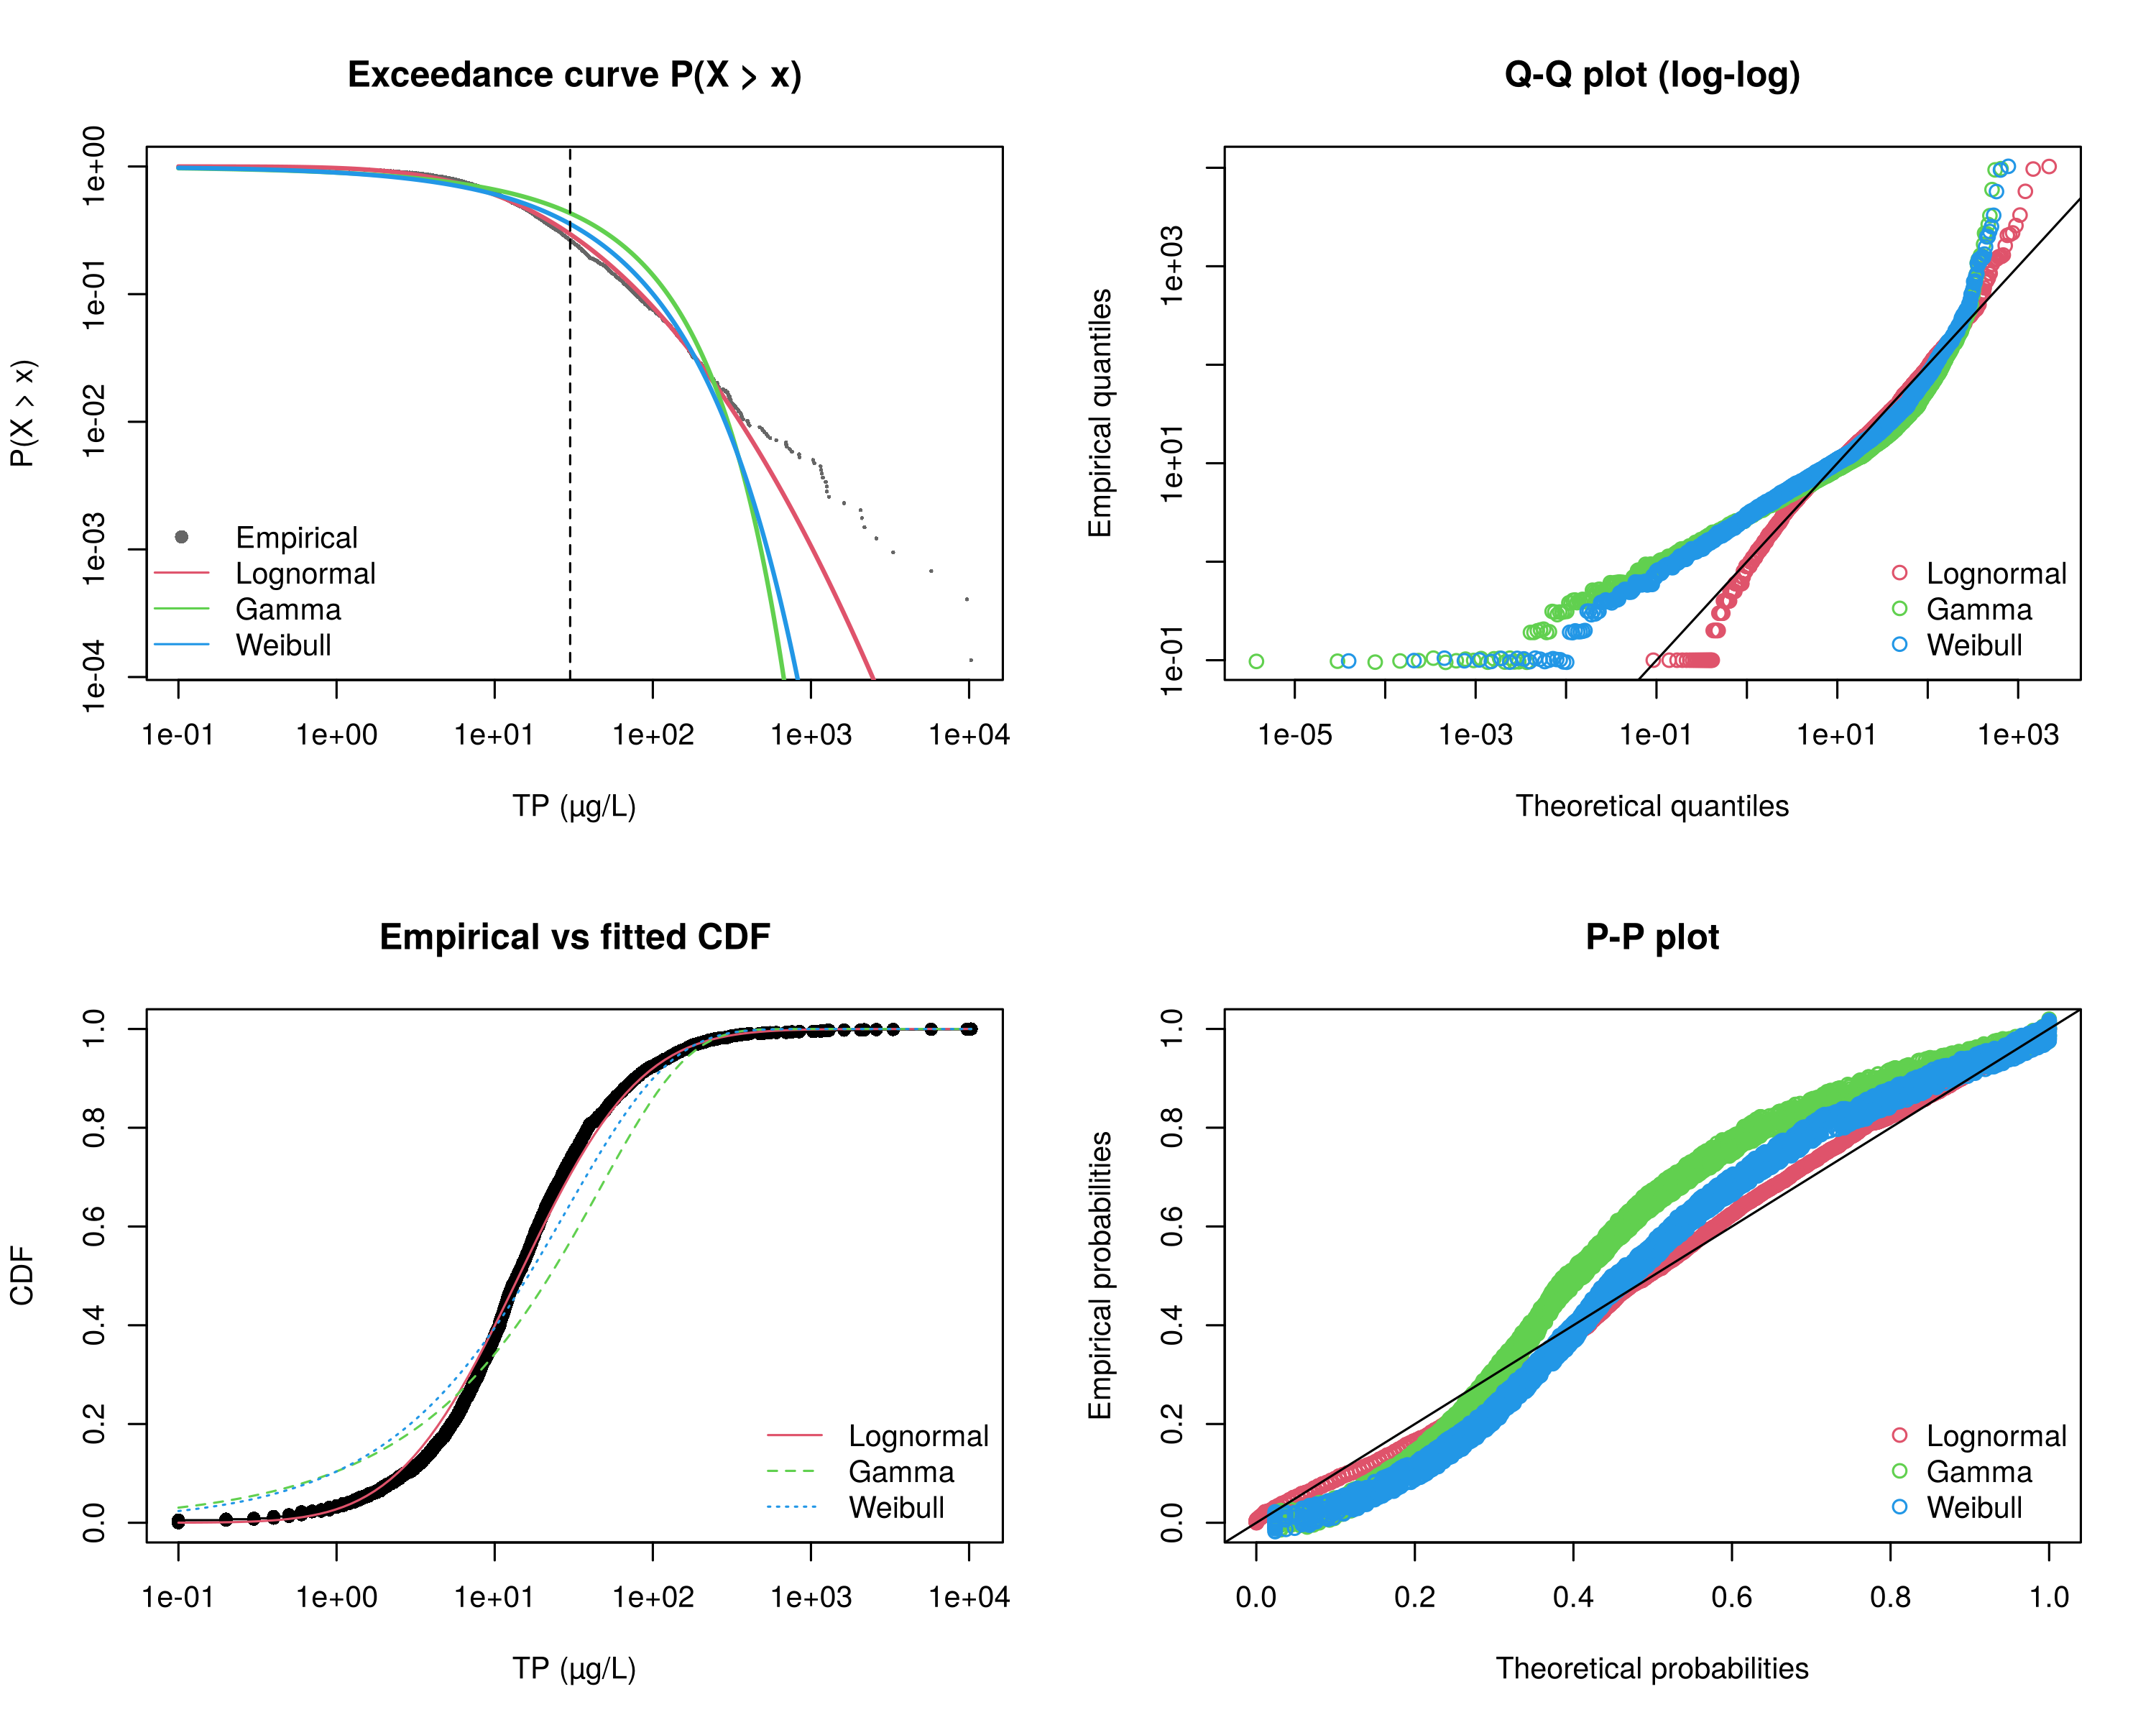 Exceedance curve P(X > x)
P(X > x)
1e+00
1e-01
1e-02
1e-03
1e-04
Empirical
Lognormal
Gamma
Weibull
1e-01 1e+00 1e+01 1e+02 1e+03 1e+04
TP (µg/L)
Q-Q plot (log-log)
Empirical quantiles
1e+03
1e+01
1e-01
Lognormal
Gamma
Weibull
1e-05 1e-03 1e-01 1e+01 1e+03
Theoretical quantiles
Empirical vs fitted CDF
CDF
1.0
0.8
0.6
0.4
0.2
0.0
Lognormal
Gamma
Weibull
1e-01 1e+00 1e+01 1e+02 1e+03 1e+04
TP (µg/L)
P-P plot
Empirical probabilities
1.0
0.8
0.6
0.4
0.2
0.0
Lognormal
Gamma
Weibull
0.0 0.2 0.4 0.6 0.8 1.0
Theoretical probabilities